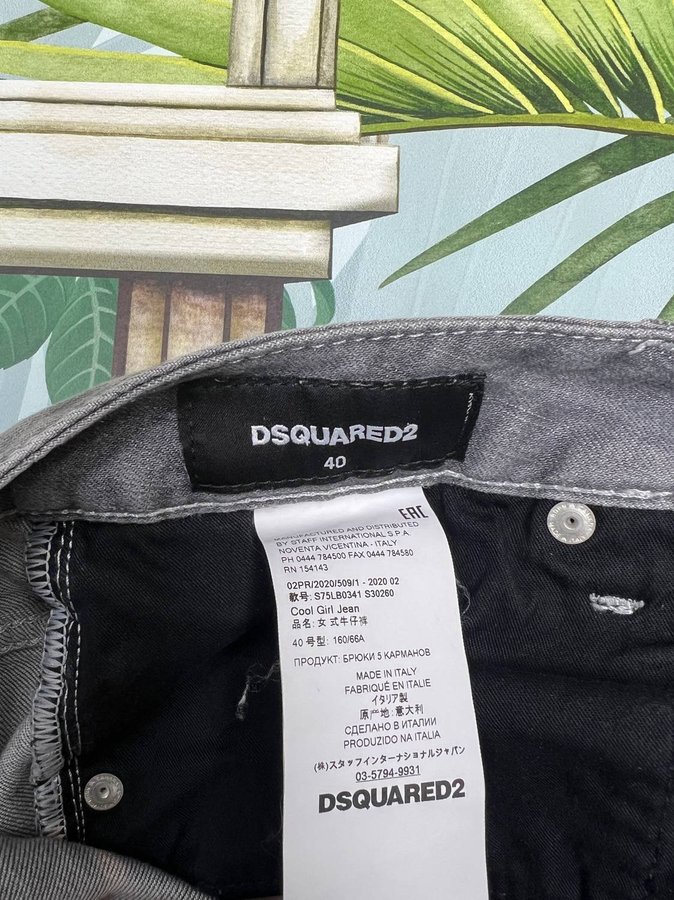 DSQUARED2
40
EAC
MANUFACTURED AND DISTRIBUTED
BY STAFF INTERNATIONAL S.P.A
NOVENTA VICENTINA - ITALY
PH 0444 784500 FAX 0444 784580
RN 154143
02PR/2020/509/1 - 2020 02
款号: S75LB0341 S30260
Cool Girl Jean
品名: 女式牛仔裤
40 号型: 160/66A
ПРОДУКТ: БРЮКИ 5 КАРМАНОВ
MADE IN ITALY
FABRIQUÉ EN ITALIE
イタリア製
原产地: 意大利
СДЕЛАНО В ИТАЛИИ
PRODUZIDO NA ITALIA
(株)スタッフインターナショナルジャパン
03-5794-9931
DSQUARED2